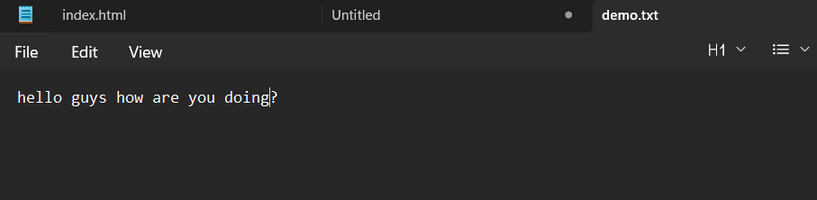 index.html
Untitled
demo.txt
File Edit View
H1
hello guys how are you doing?